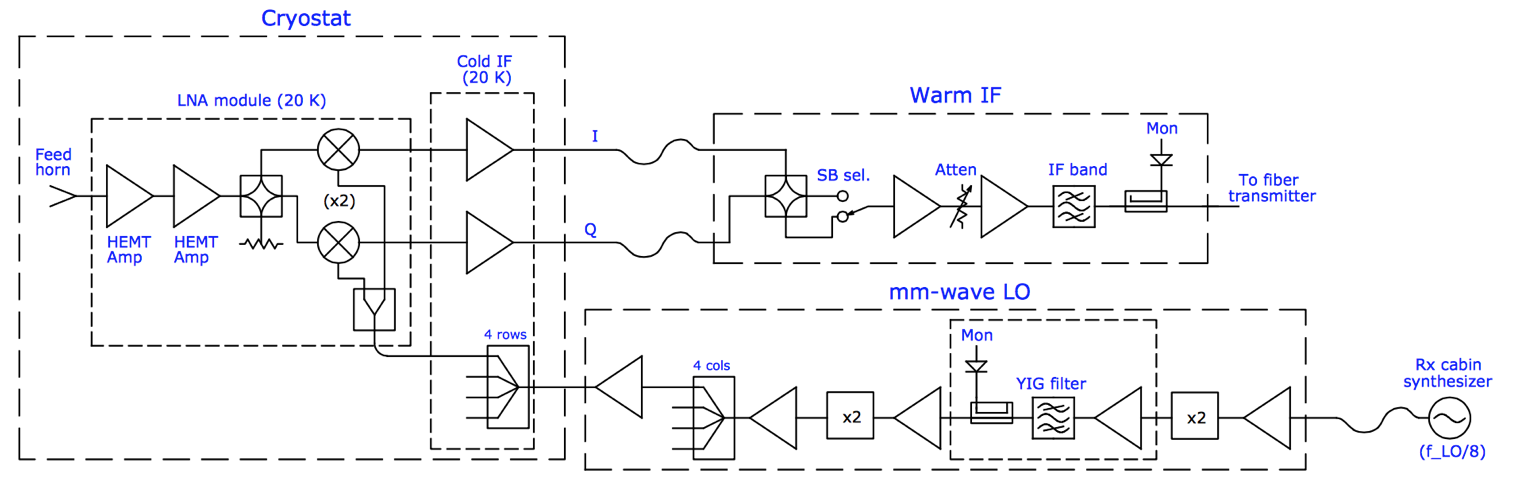 Cryostat
Cold IF
(20 K)
LNA module (20 K)
Feed
horn
HEMT
Amp
HEMT
Amp
(x2)
I
Q
4 rows
Warm IF
SB sel.
Atten
IF band
Mon
To fiber
transmitter
mm-wave LO
4 cols
x2
Mon
YIG filter
x2
Rx cabin
synthesizer
(f_LO/8)